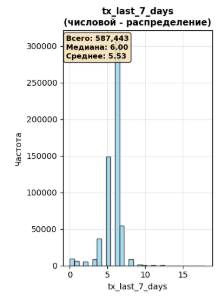 tx_last_7_days
(числовой - распределение)
Всего: 587,443
Медиана: 6.00
Среднее: 5.53
300000
250000
200000
150000
100000
50000
0
Частота
0 5 10 15
tx_last_7_days